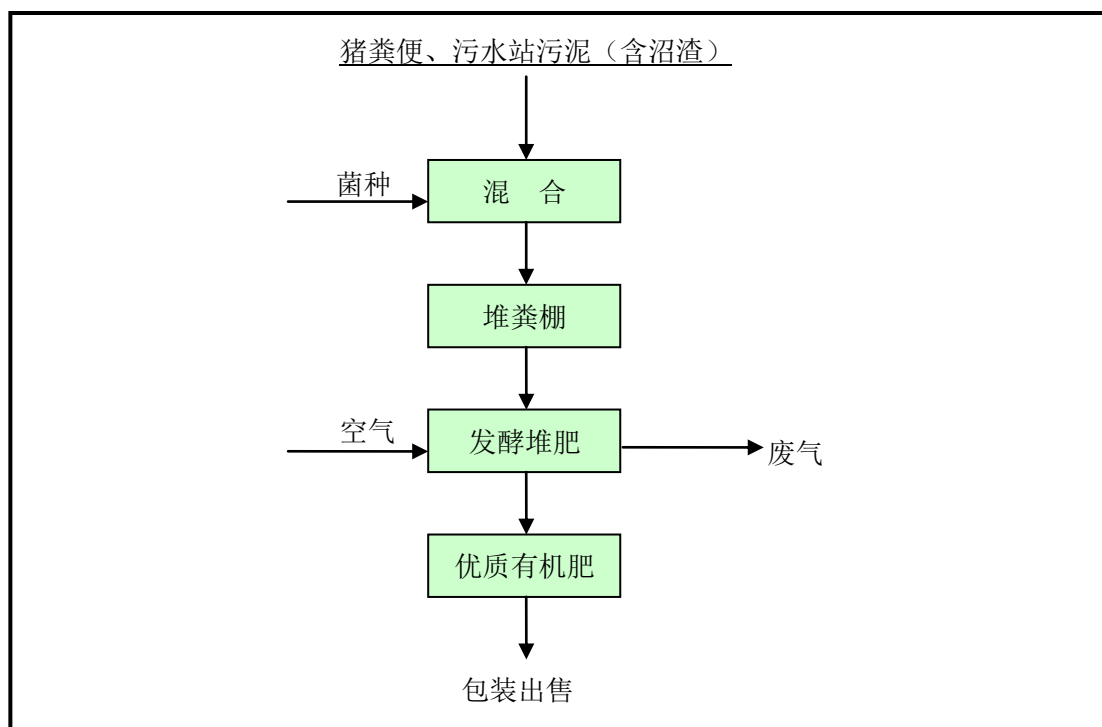 猪粪便、污水站污泥（含沼渣）
菌种
混 合
堆粪棚
空气
发酵堆肥
废气
优质有机肥
包装出售